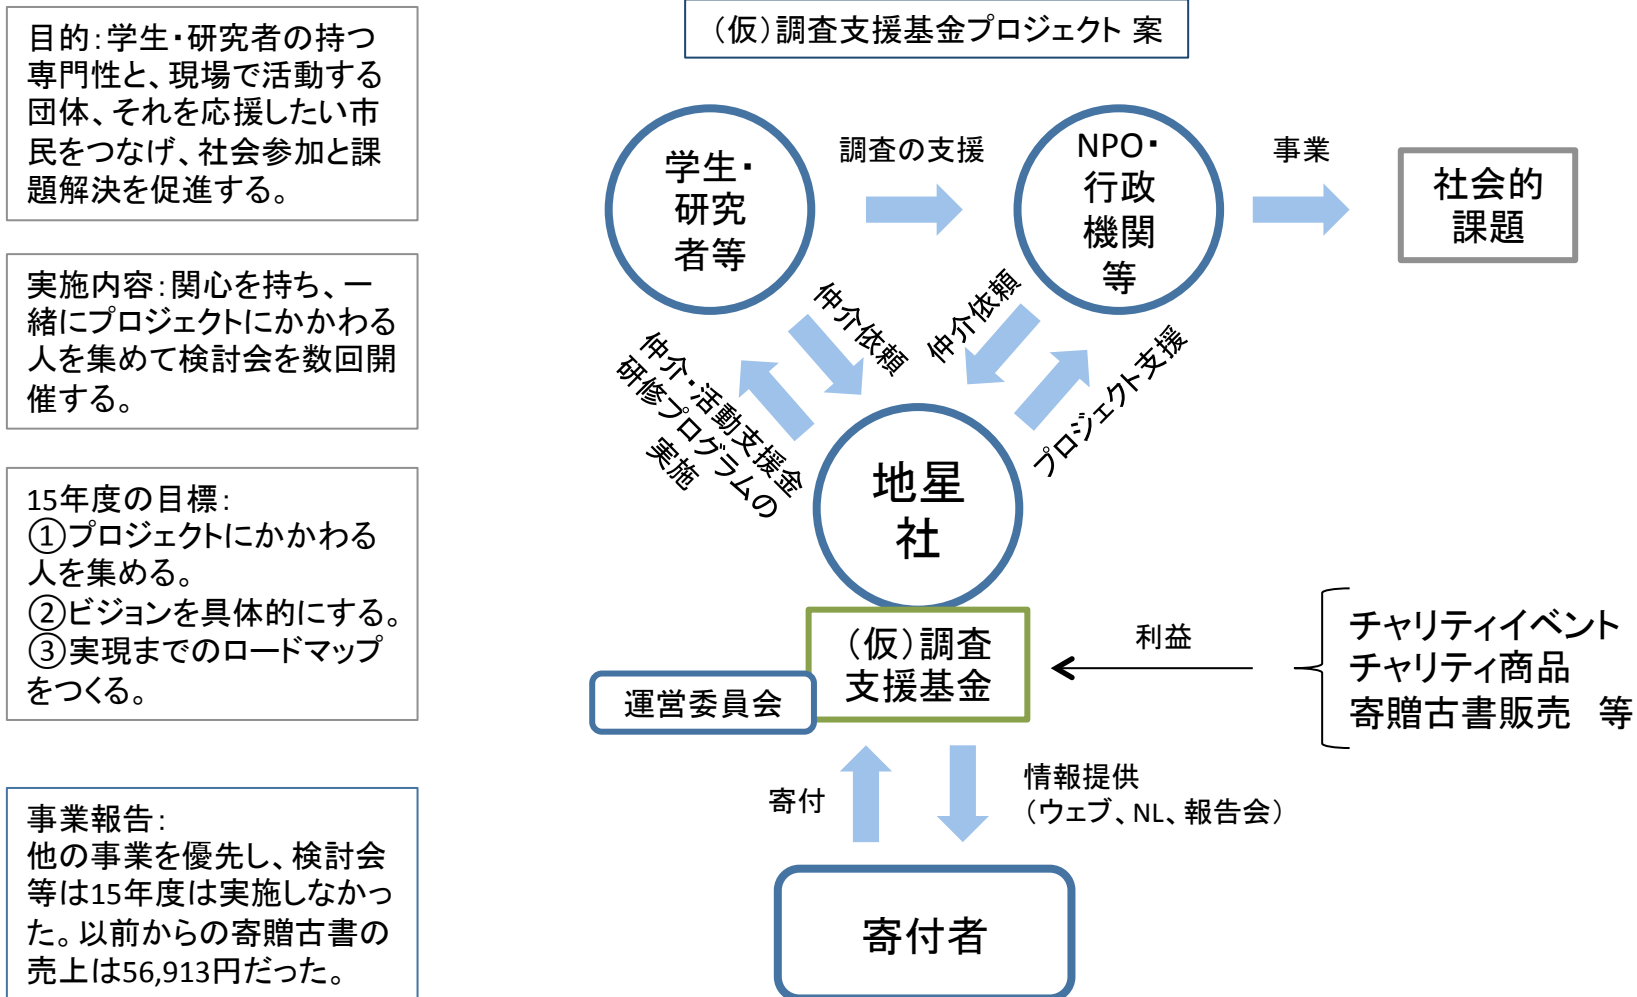 （仮）調査支援基金プロジェクト 案
目的：学生・研究者の持つ
専門性と、現場で活動する
団体、それを応援したい市
民をつなげ、社会参加と課
題解決を促進する。
実施内容：関心を持ち、一
緒にプロジェクトにかかわる
人を集めて検討会を数回開
催する。
15年度の目標：
①プロジェクトにかかわる
人を集める。
②ビジョンを具体的にする。
③実現までのロードマップ
をつくる。
事業報告：
他の事業を優先し、検討会
等は15年度は実施しなかっ
た。以前からの寄贈古書の
売上は56,913円だった。
学生・
研究
者等
調査の支援
NPO・
行政
機関
等
事業
社会的
課題
仲介依頼
仲介・活動支援金
研修プログラムの
実施
仲介依頼
プロジェクト支援
地星
社
（仮）調査
支援基金
運営委員会
利益
チャリティイベント
チャリティ商品
寄贈古書販売　等
寄付
情報提供
（ウェブ、NL、報告会）
寄付者